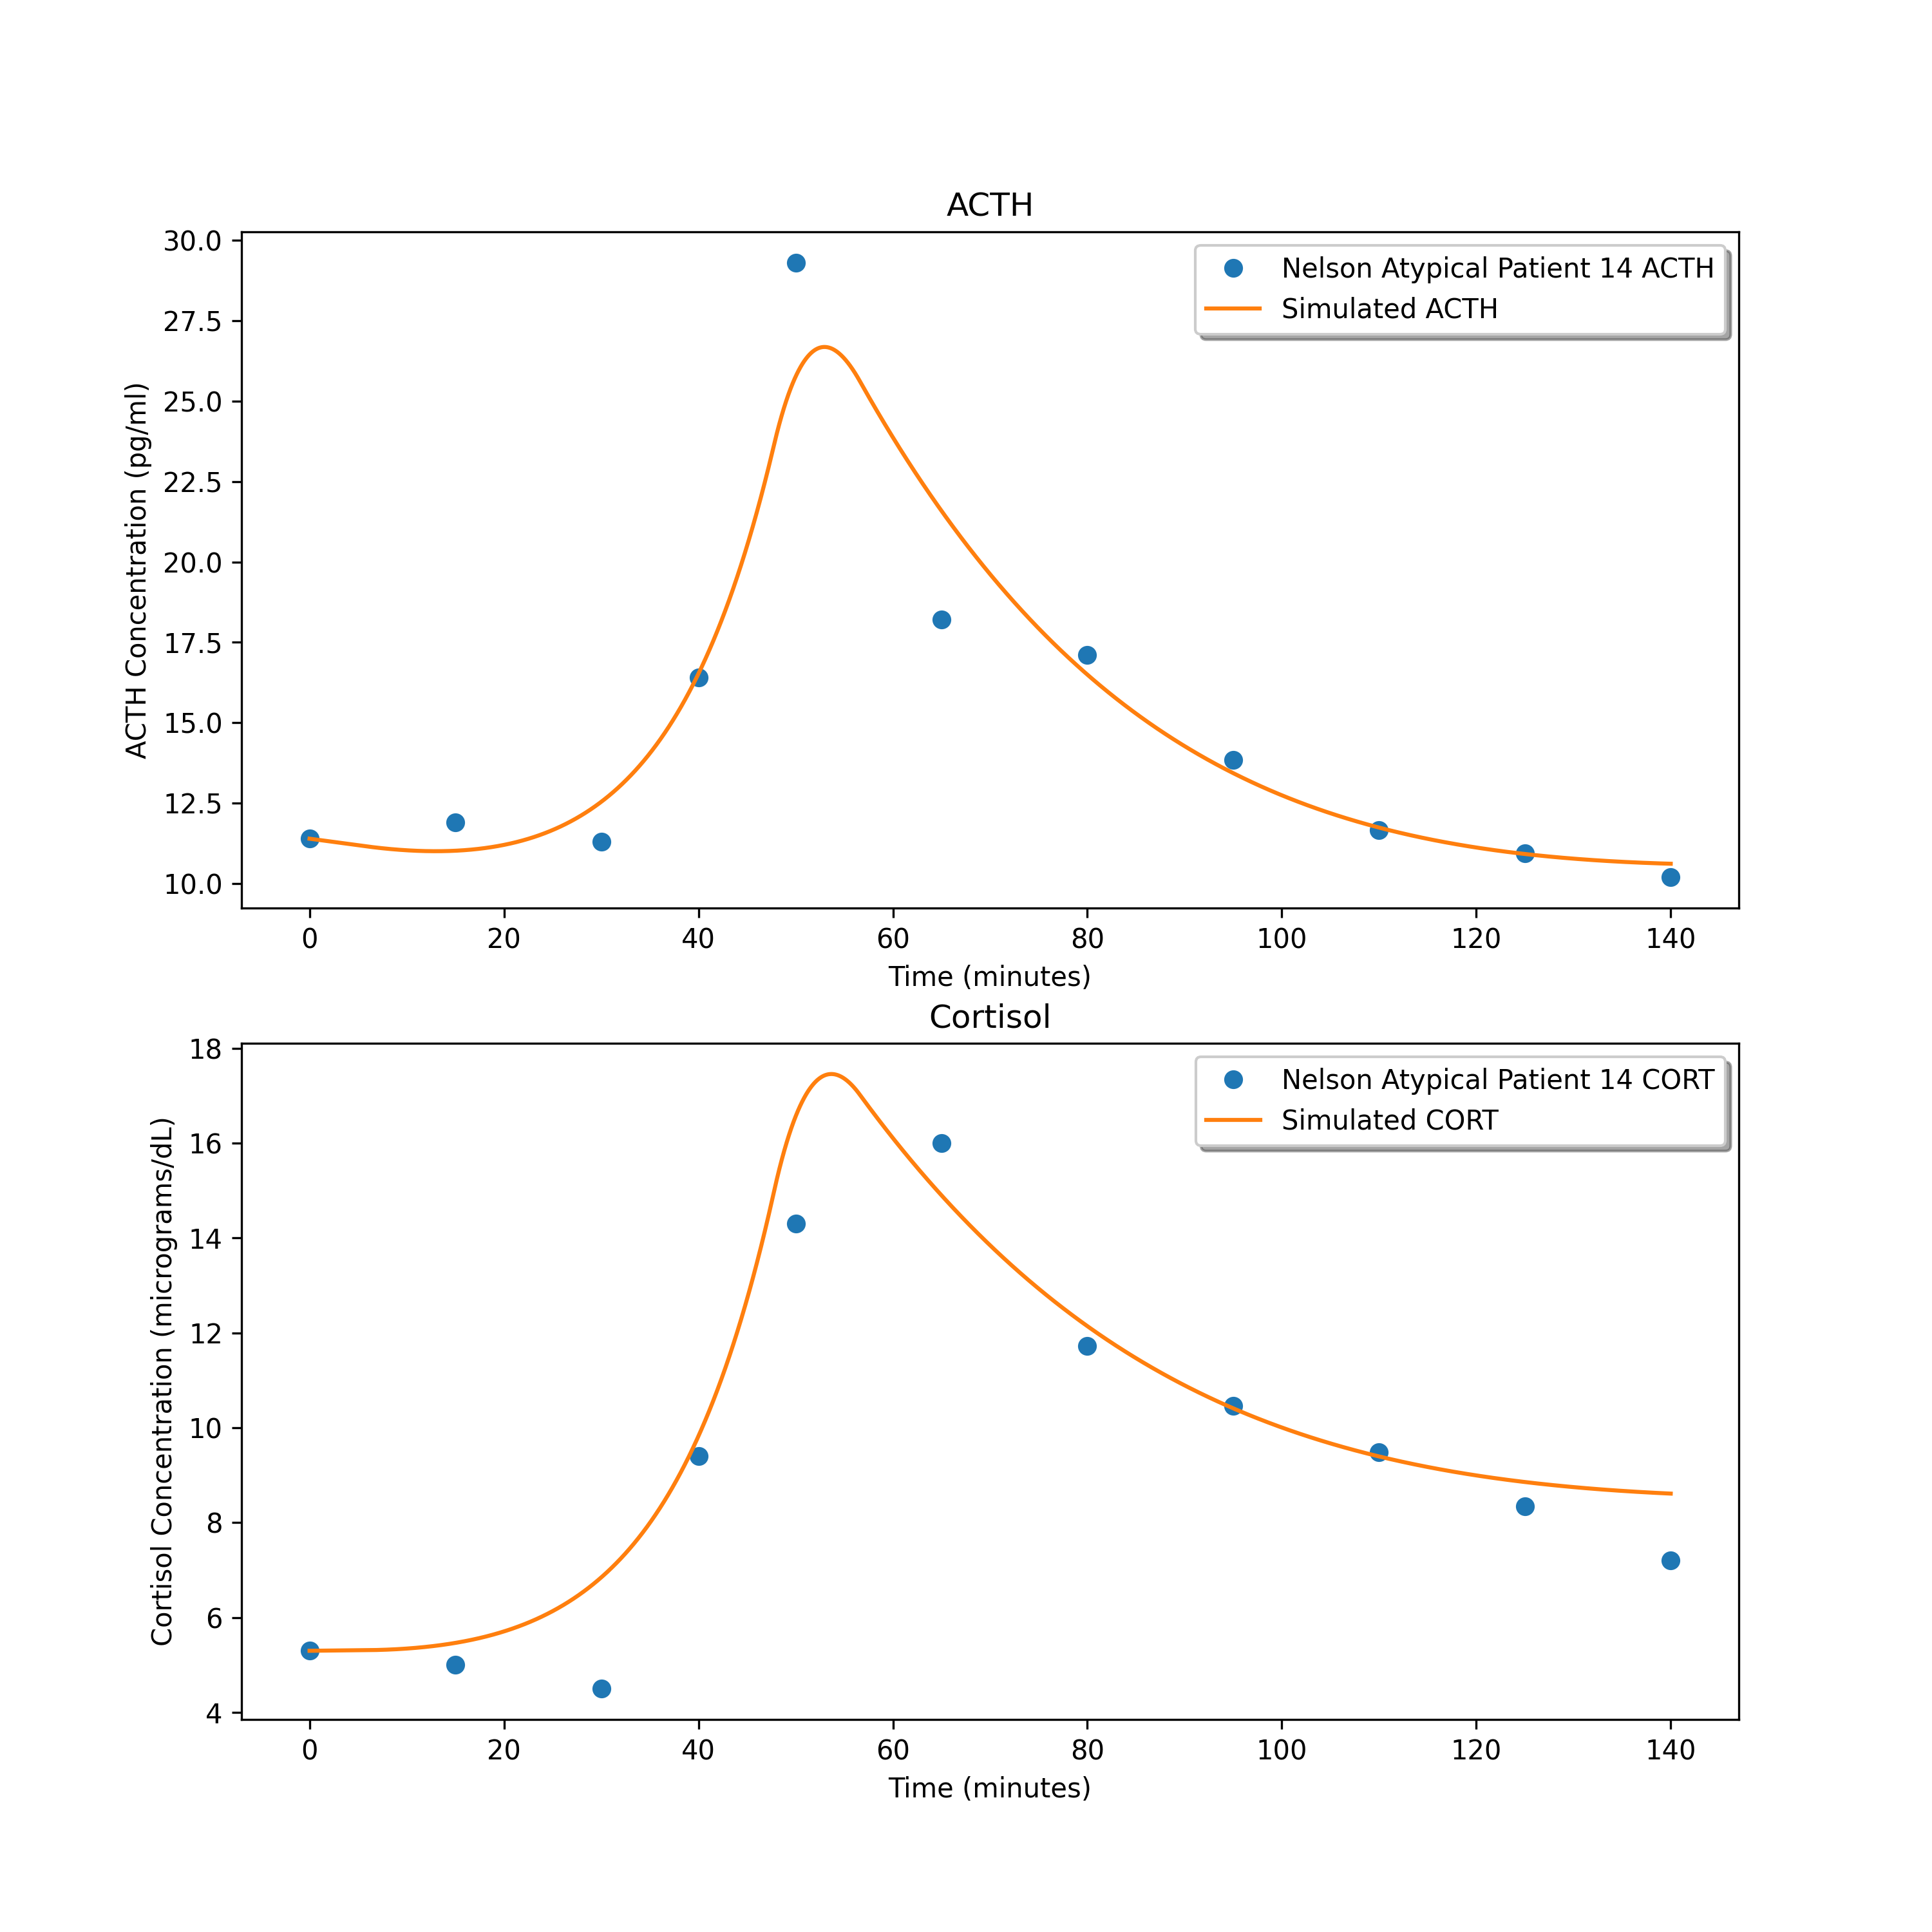 ACTH
30.0
27.5
25.0
22.5
20.0
17.5
15.0
12.5
10.0
ACTH Concentration (pg/ml)
Nelson Atypical Patient 14 ACTH
Simulated ACTH
0 20 40 60 80 100 120 140
Time (minutes)
Cortisol
18
16
14
12
10
8
6
4
Cortisol Concentration (micrograms/dL)
Nelson Atypical Patient 14 CORT
Simulated CORT
0 20 40 60 80 100 120 140
Time (minutes)